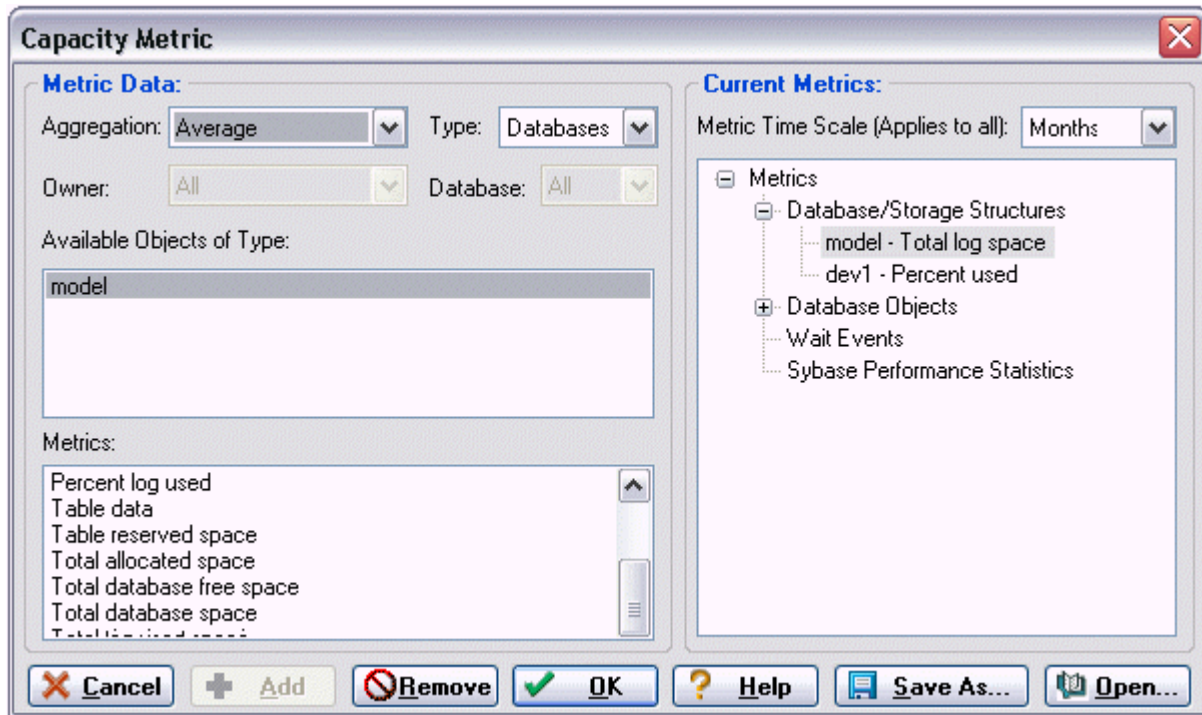 Capacity Metric
Metric Data:
Aggregation: Average Type: Databases
Owner: All Database: All
Available Objects of Type:
model
Metrics:
Percent log used
Table data
Table reserved space
Total allocated space
Total database free space
Total database space
Current Metrics:
Metric Time Scale (Applies to all): Months
Metrics
Database/Storage Structures
model - Total log space
dev1 - Percent used
Database Objects
Wait Events
Sybase Performance Statistics
Cancel Add Remove OK Help Save As... Open...